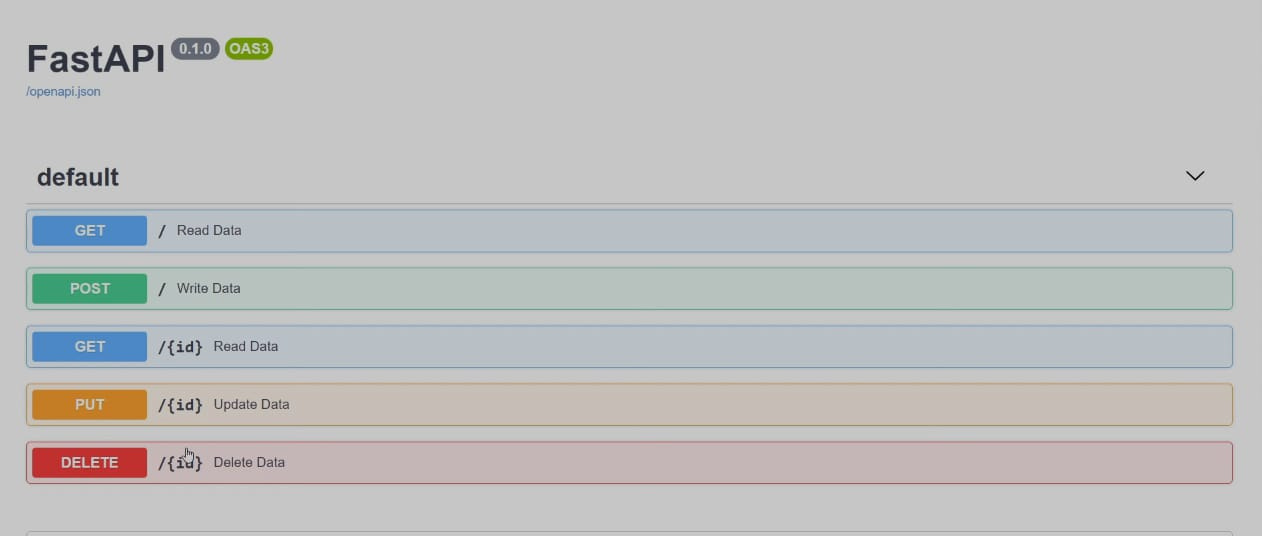 FastAPI 0.1.0 OAS3
/openapi.json
default
GET / Read Data
POST / Write Data
GET /{id} Read Data
PUT /{id} Update Data
DELETE /{id} Delete Data